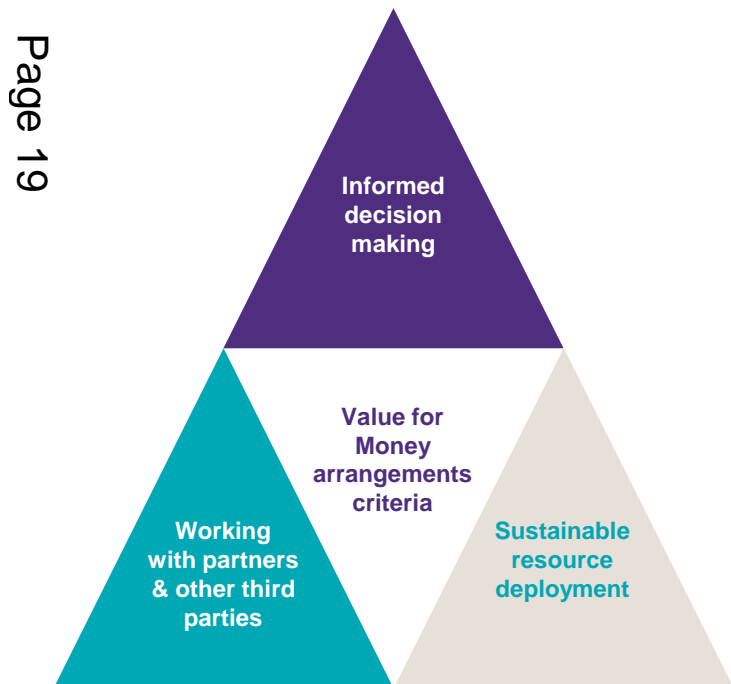 Page 19
Informed
decision
making
Value for
Money
arrangements
criteria
Working
with partners
& other third
parties
Sustainable
resource
deployment